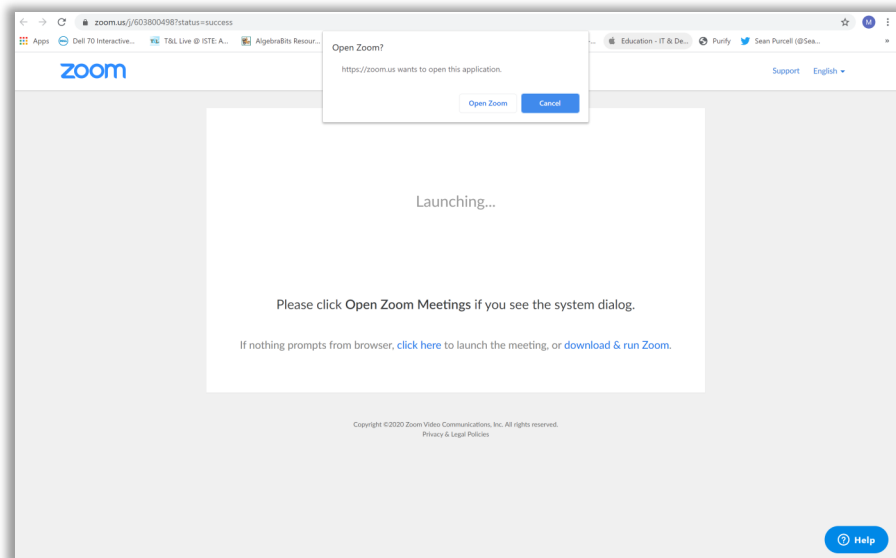 zoom.us/j/603800498?status=success
M
Apps Dell 70 Interactive... T&L Live @ ISTE: A... AlgebraBits Resour... Education - IT & De... Purify Sean Purcell (@Sea... »
Open Zoom?
https://zoom.us wants to open this application.
Open Zoom Cancel
zoom
Support English
Launching...
Please click Open Zoom Meetings if you see the system dialog.
If nothing prompts from browser, click here to launch the meeting, or download & run Zoom.
Copyright ©2020 Zoom Video Communications, Inc. All rights reserved.
Privacy & Legal Policies
Help